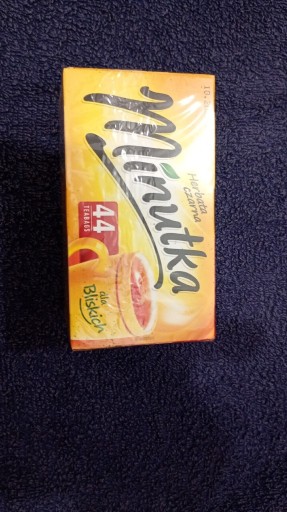 Minutka
Herbata
czarna
44
TEABAGS
dla
Bliskich